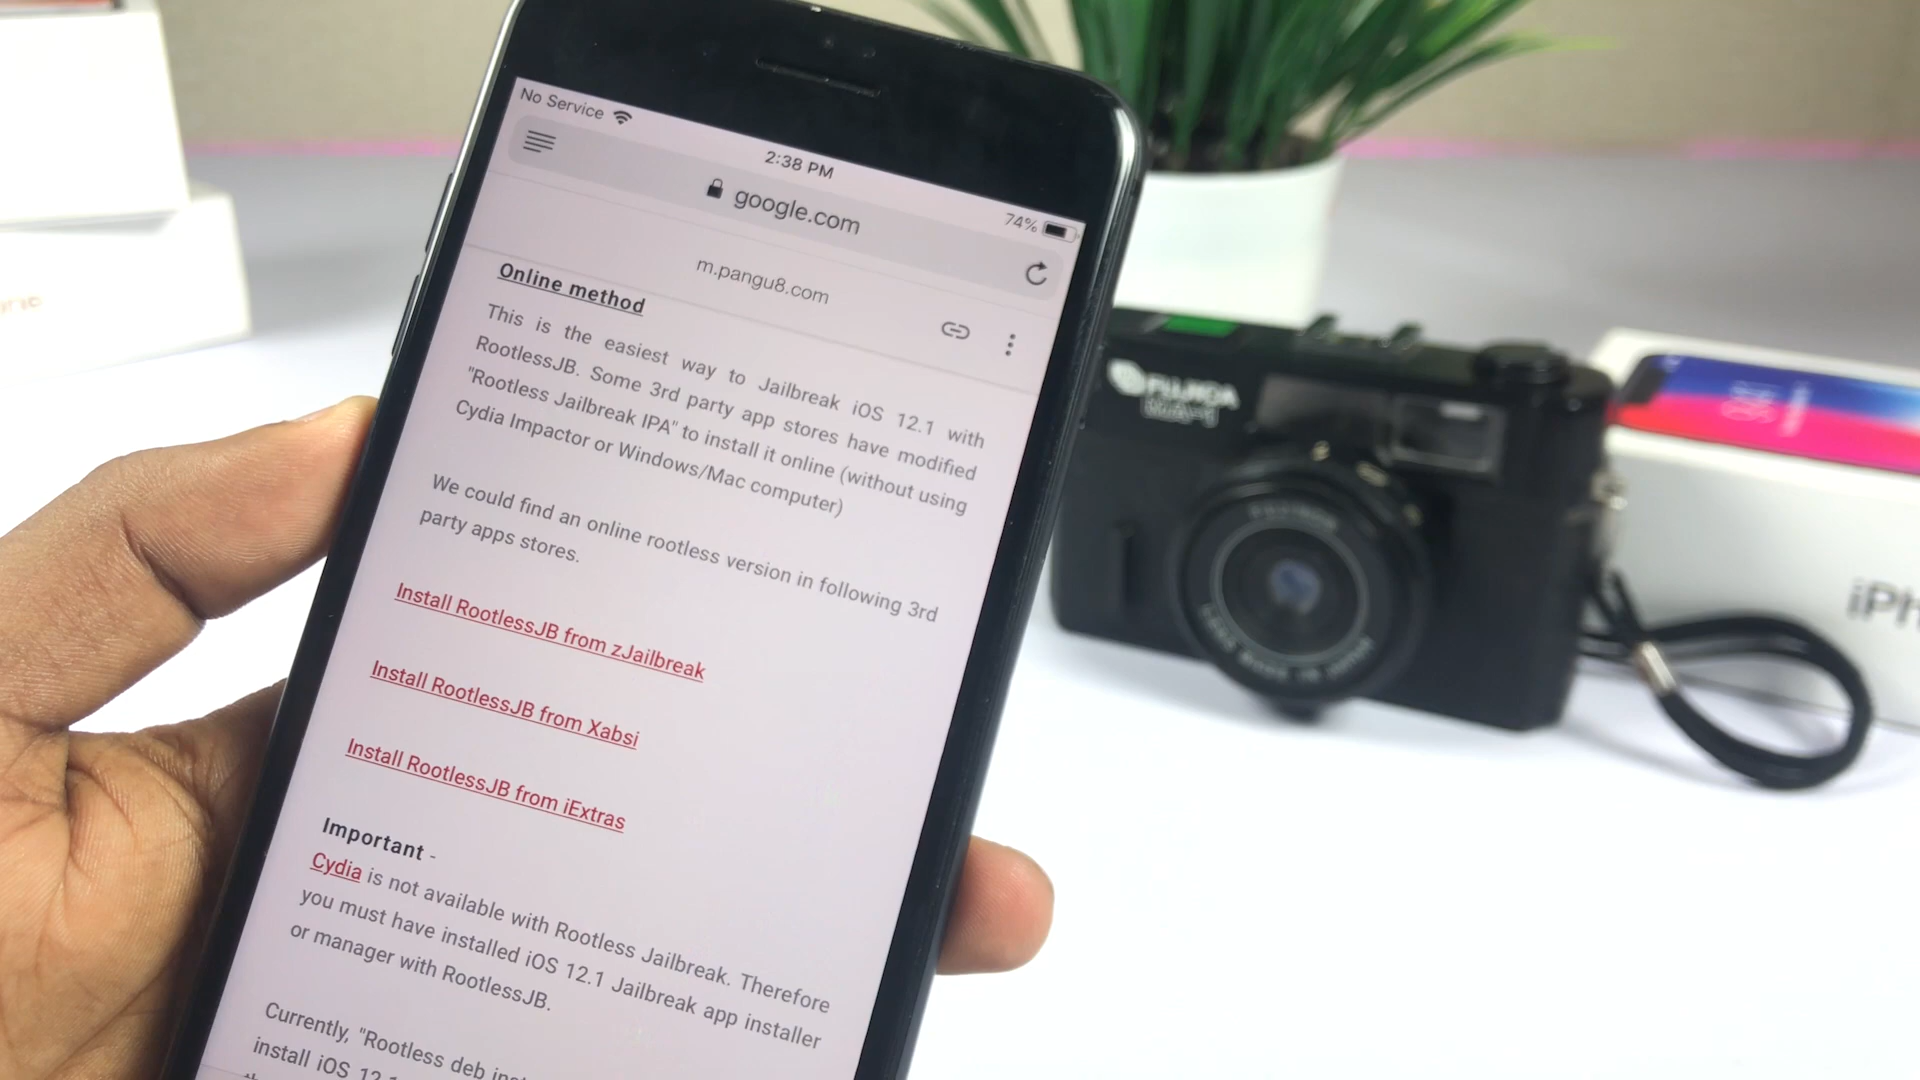 No Service
2:38 PM
74%
google.com
m.pangu8.com
Online method
This is the easiest way to Jailbreak iOS 12.1 with
RootlessJB. Some 3rd party app stores have modified
"Rootless Jailbreak IPA" to install it online (without using
Cydia Impactor or Windows/Mac computer)
We could find an online rootless version in following 3rd
party apps stores.
Install RootlessJB from zJailbreak
Install RootlessJB from Xabsi
Install RootlessJB from iExtras
Important -
Cydia is not available with Rootless Jailbreak. Therefore
you must have installed iOS 12.1 Jailbreak app installer
or manager with RootlessJB.
Currently, "Rootless deb
install iOS
FUJIDA
LENS MADE IN JAPAN